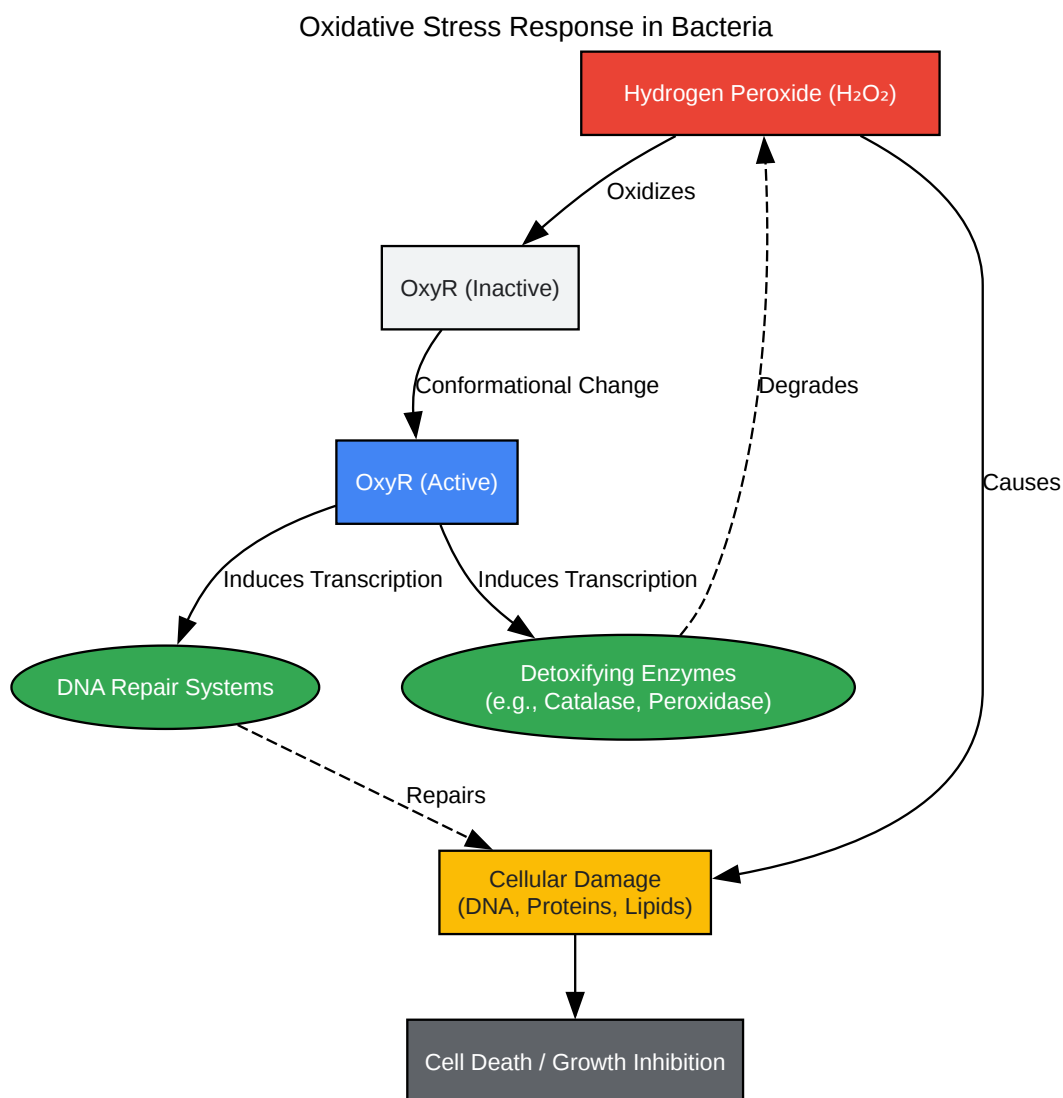 Oxidative Stress Response in Bacteria
Hydrogen Peroxide (H₂O₂)
Oxidizes
OxyR (Inactive)
Conformational Change
Degrades
OxyR (Active)
Causes
Induces Transcription
Induces Transcription
DNA Repair Systems
Detoxifying Enzymes
(e.g., Catalase, Peroxidase)
Repairs
Cellular Damage
(DNA, Proteins, Lipids)
Cell Death / Growth Inhibition